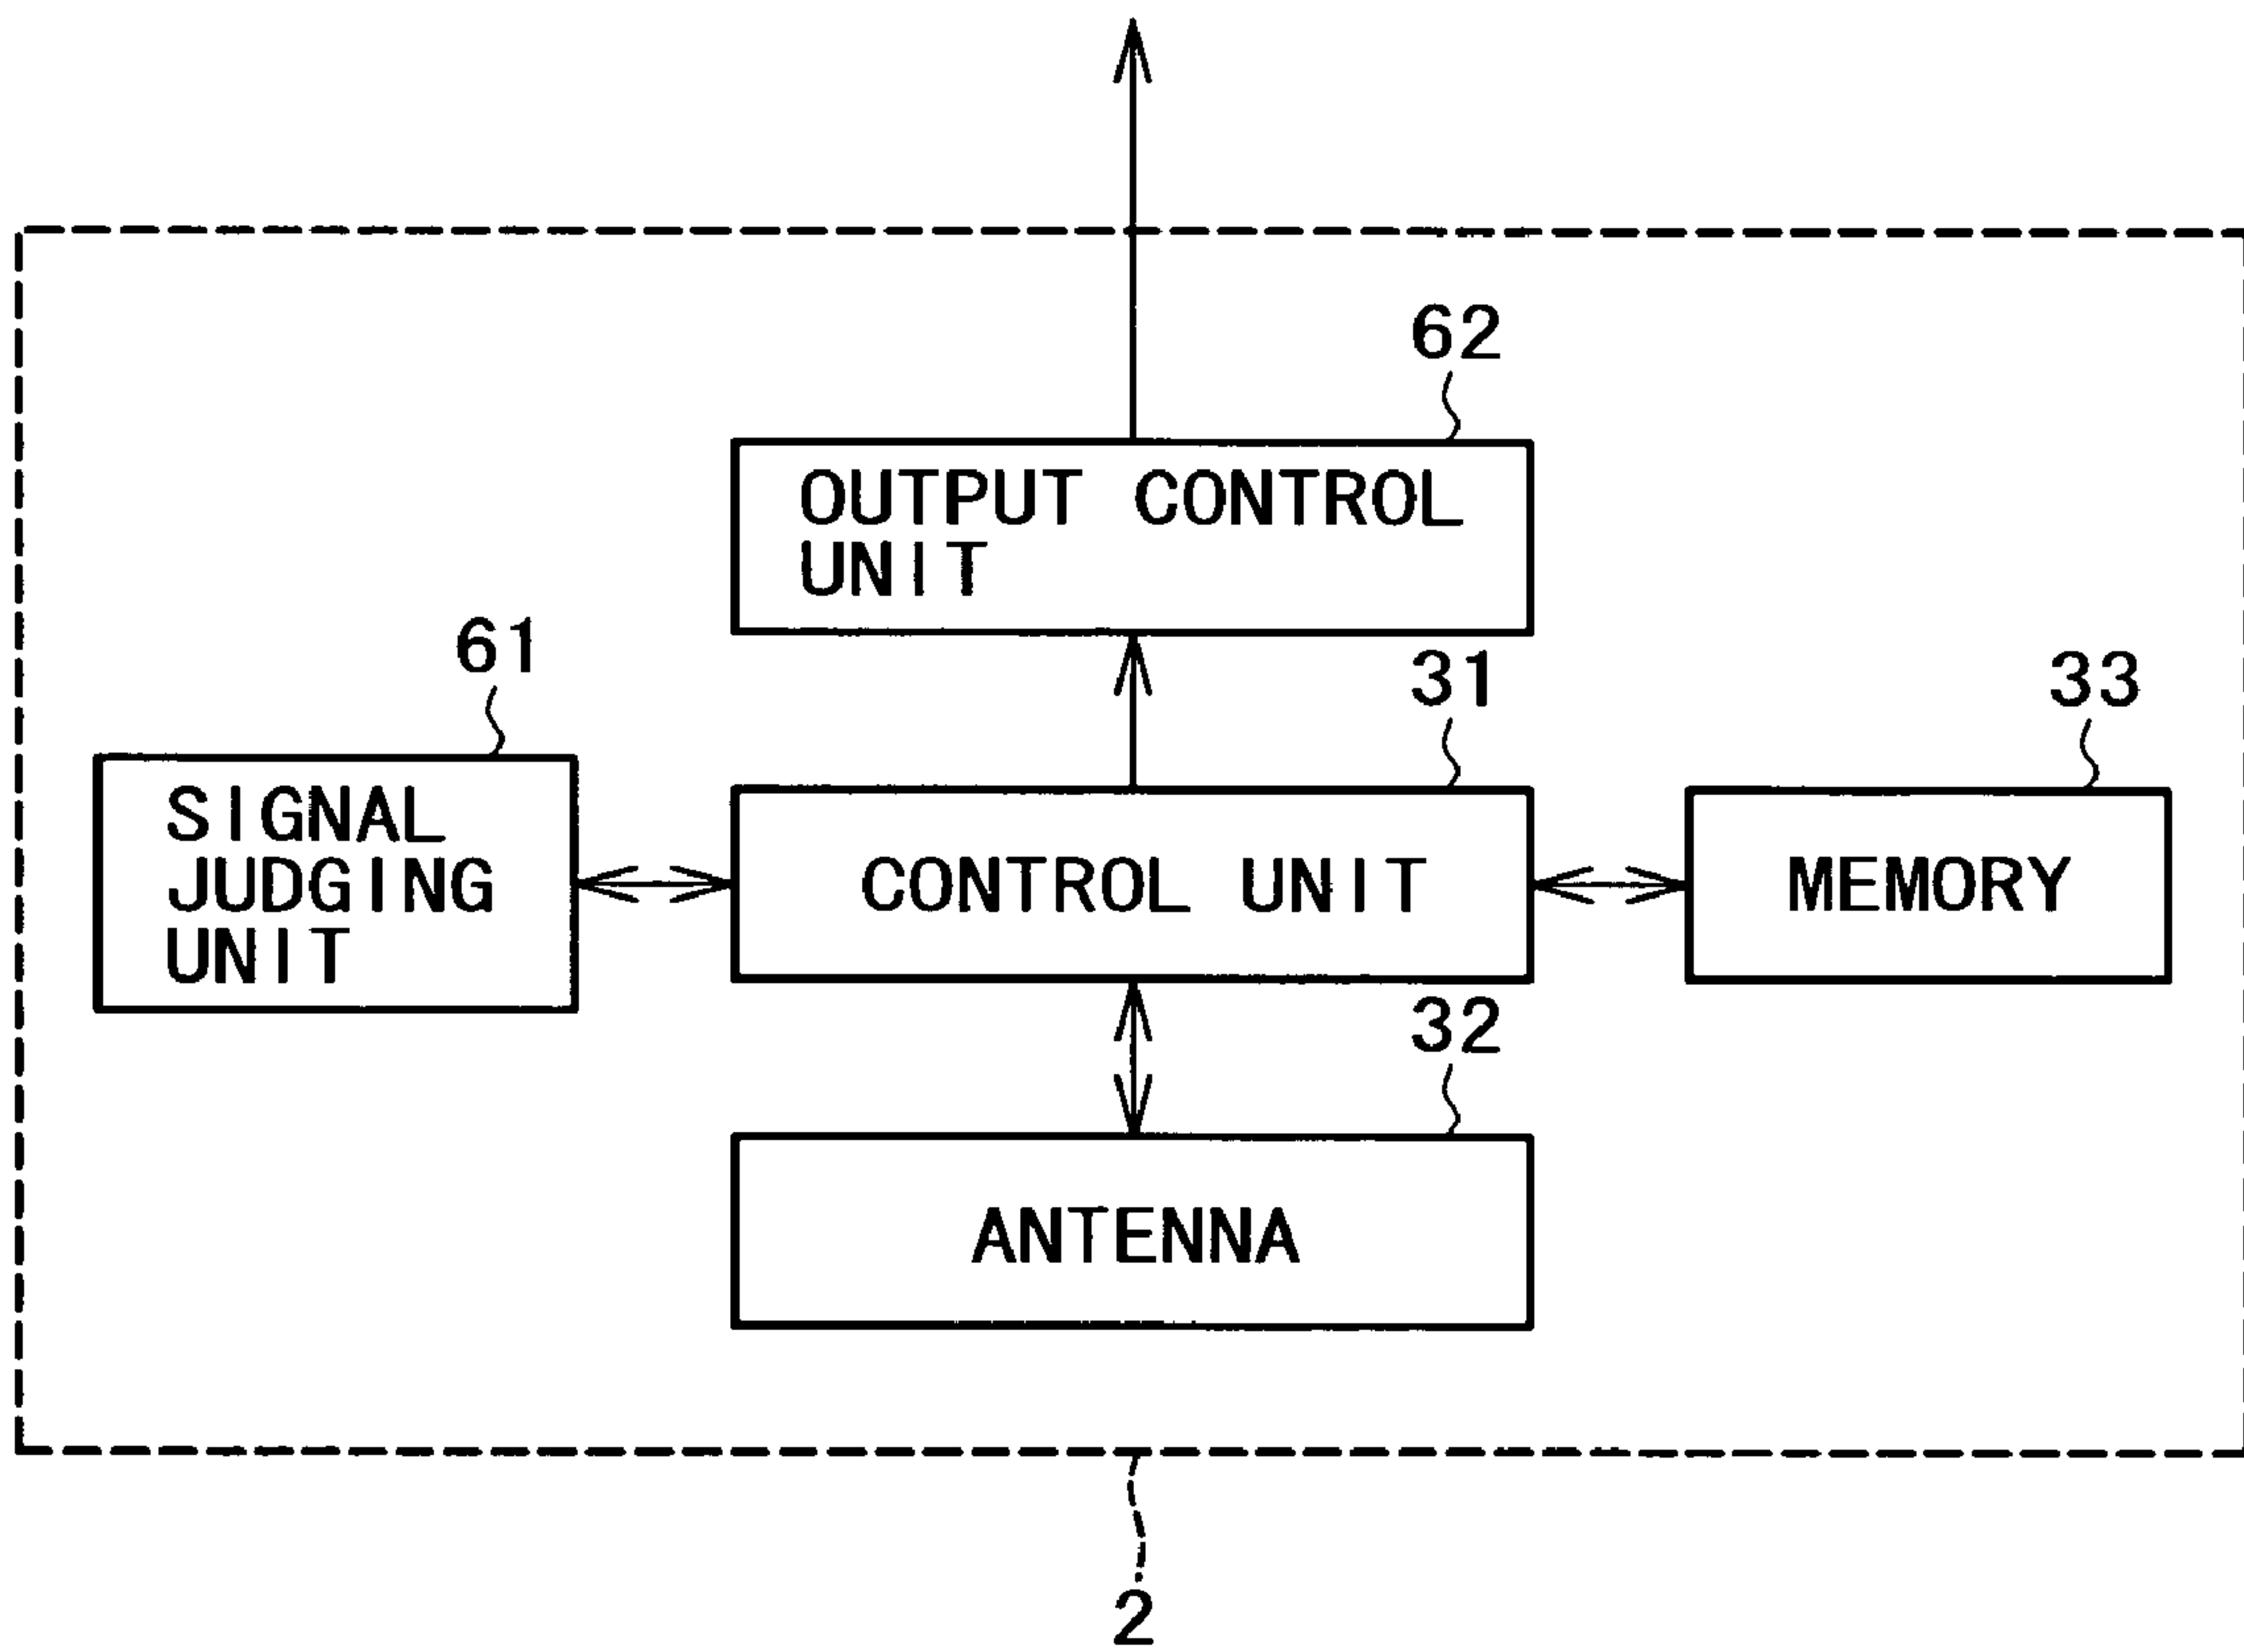 62
OUTPUT CONTROL
UNIT
61
31
33
SIGNAL
JUDGING
UNIT
CONTROL UNIT
MEMORY
32
ANTENNA
2